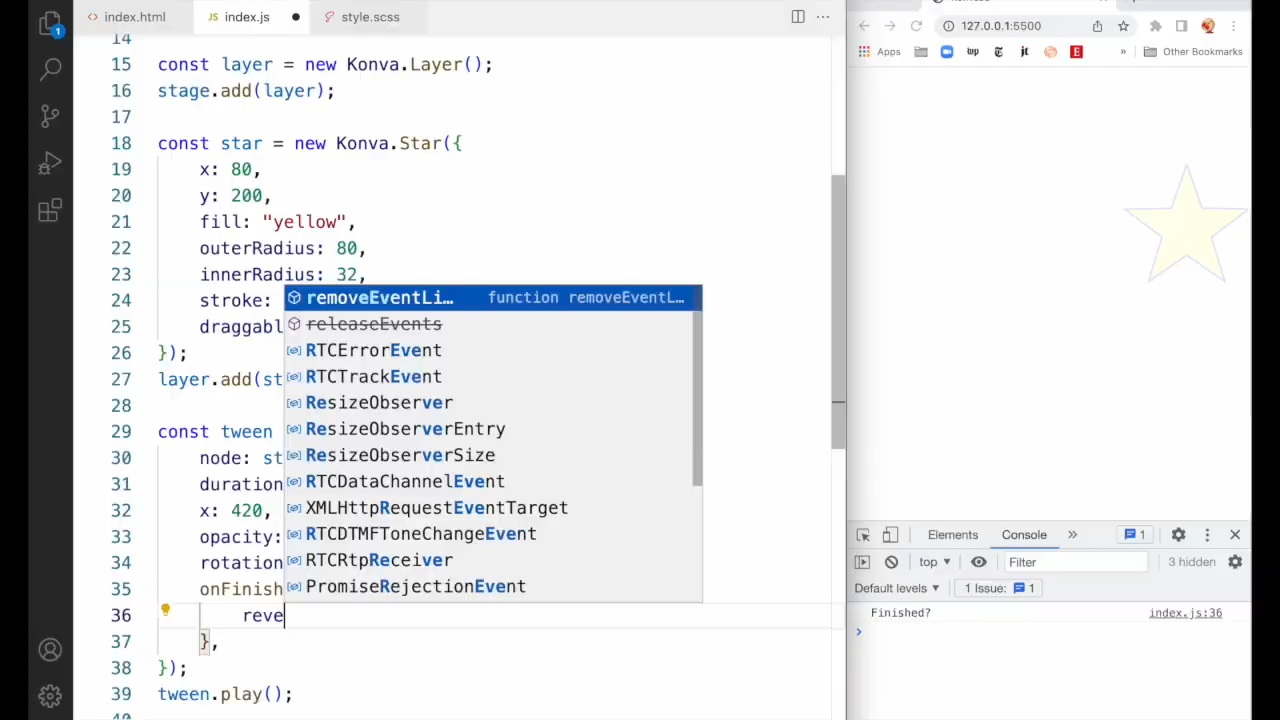 index.html
JS index.js
style.scss
14
15 const layer = new Konva.Layer();
16 stage.add(layer);
17
18 const star = new Konva.Star({
19 x: 80,
20 y: 200,
21 fill: "yellow",
22 outerRadius: 80,
23 innerRadius: 32,
24 stroke:
25 draggabl
26 });
27 layer.add(st
28
29 const tween
30 node: st
31 duration
32 x: 420,
33 opacity:
34 rotation
35 onFinish
36 reve
37 },
38 });
39 tween.play();
removeEventLi… function removeEventL…
releaseEvents
RTCErrorEvent
RTCTrackEvent
ResizeObserver
ResizeObserverEntry
ResizeObserverSize
RTCDataChannelEvent
XMLHttpRequestEventTarget
RTCDTMFToneChangeEvent
RTCRtpReceiver
PromiseRejectionEvent
1
127.0.0.1:5500
Apps wp jt E » Other Bookmarks
Elements Console » 1
top Filter 3 hidden
Default levels 1 Issue: 1
Finished? index.js:36